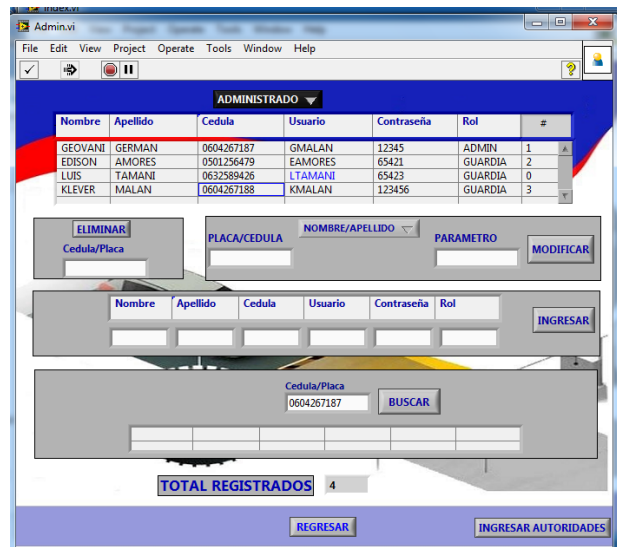 Index.vi
Admin.vi
File Edit View Project Operate Tools Window Help
ADMINISTRADO
Nombre Apellido Cedula Usuario Contraseña Rol #
GEOVANI GERMAN 0604267187 GMALAN 12345 ADMIN 1
EDISON AMORES 0501256479 EAMORES 65421 GUARDIA 2
LUIS TAMANI 0632589426 LTAMANI 65423 GUARDIA 0
KLEVER MALAN 0604267188 KMALAN 123456 GUARDIA 3
ELIMINAR
Cedula/Placa
PLACA/CEDULA NOMBRE/APELLIDO PARAMETRO MODIFICAR
Nombre Apellido Cedula Usuario Contraseña Rol
INGRESAR
Cedula/Placa
0604267187 BUSCAR
TOTAL REGISTRADOS 4
REGRESAR INGRESAR AUTORIDADES